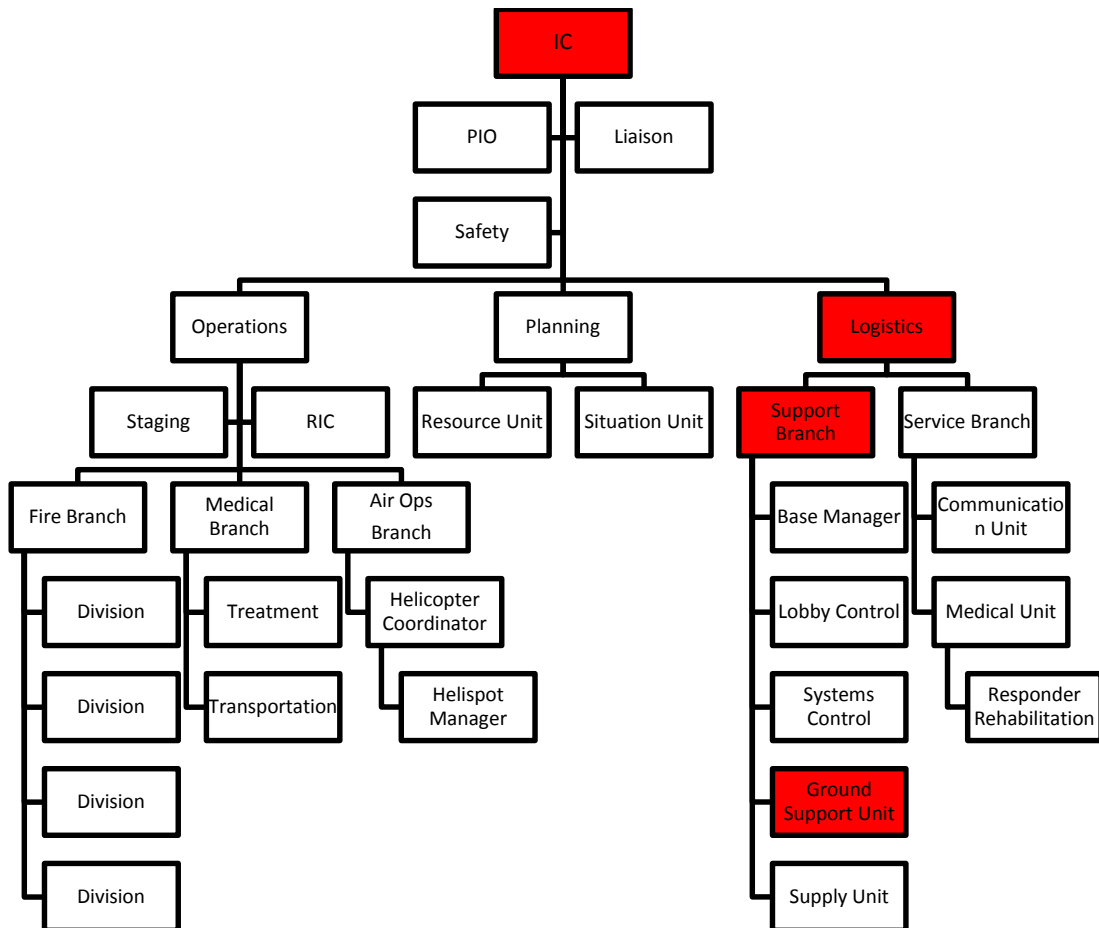 IC
PIO
Liaison
Safety
Operations
Planning
Logistics
Staging
RIC
Resource Unit
Situation Unit
Support
Branch
Service Branch
Fire Branch
Medical
Branch
Air Ops
Branch
Base Manager
Communicatio
n Unit
Division
Treatment
Helicopter
Coordinator
Lobby Control
Medical Unit
Division
Transportation
Helispot
Manager
Systems
Control
Responder
Rehabilitation
Division
Ground
Support Unit
Division
Supply Unit